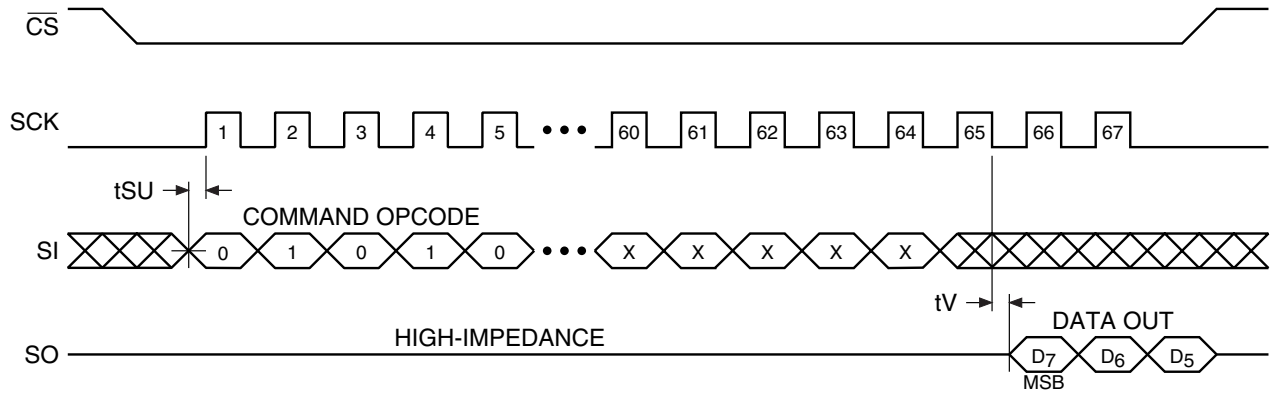 CS
SCK 1 2 3 4 5 ••• 60 61 62 63 64 65 66 67
tSU
COMMAND OPCODE
SI 0 1 0 1 0 ••• X X X X X
tV
HIGH-IMPEDANCE DATA OUT
SO D7 D6 D5
MSB